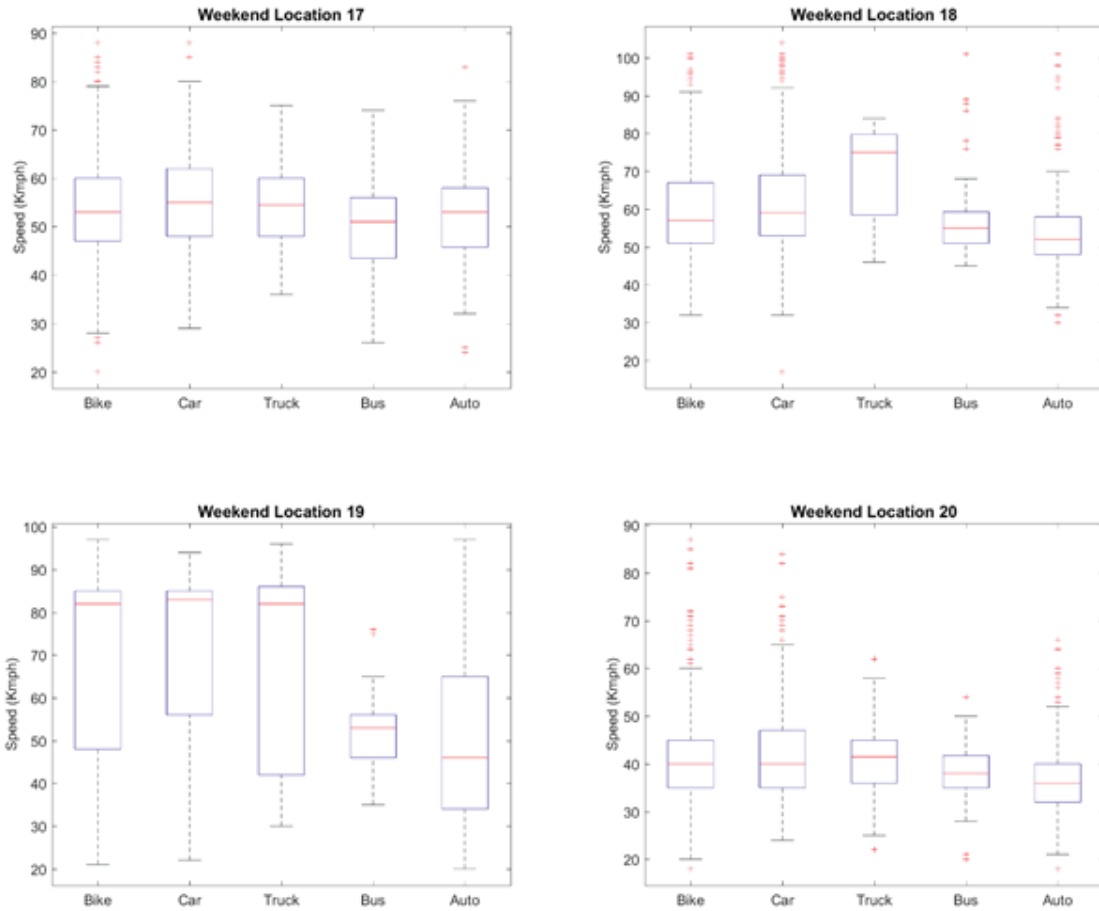 Weekend Location 17
90
80
70
60
50
40
30
20
Speed (Kmph)
Bike Car Truck Bus Auto
Weekend Location 18
100
90
80
70
60
50
40
30
20
Speed (Kmph)
Bike Car Truck Bus Auto
Weekend Location 19
100
90
80
70
60
50
40
30
20
Speed (Kmph)
Bike Car Truck Bus Auto
Weekend Location 20
90
80
70
60
50
40
30
20
Speed (Kmph)
Bike Car Truck Bus Auto